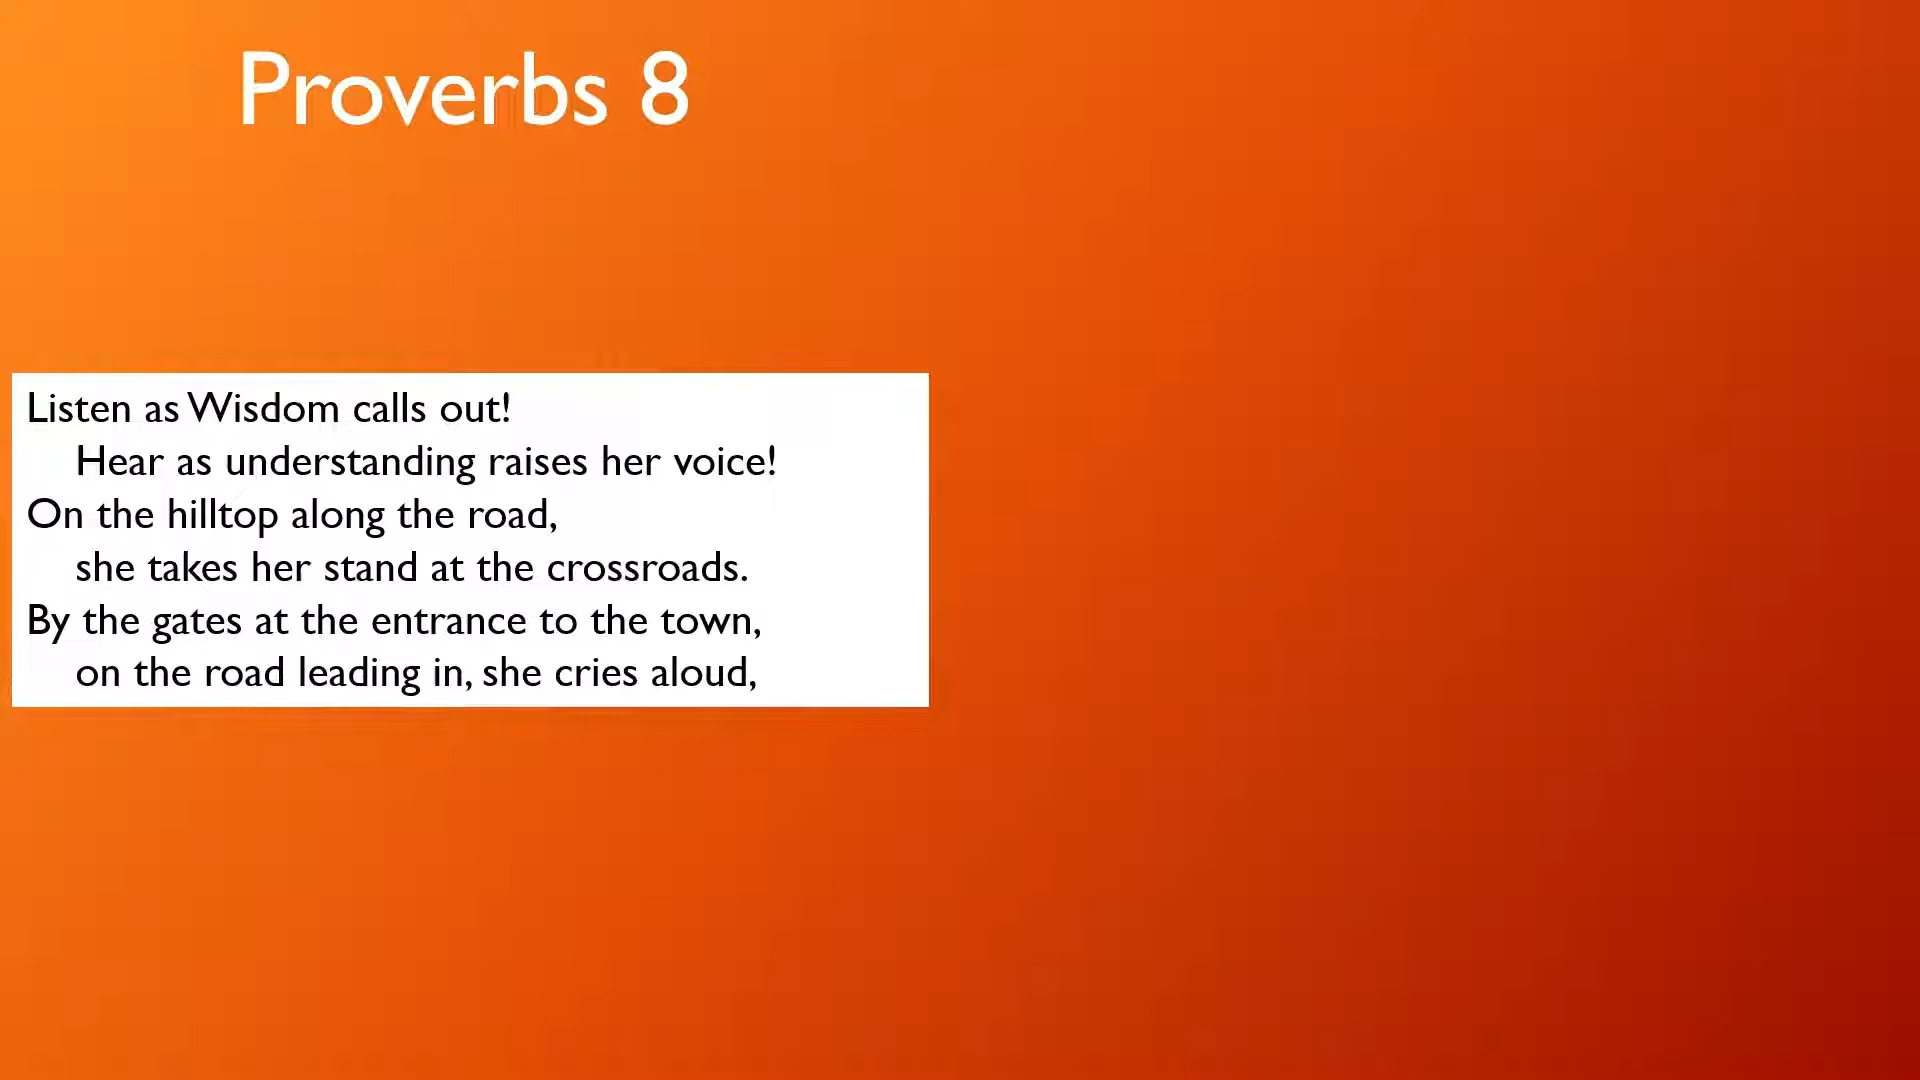 Proverbs 8
Listen as Wisdom calls out!
Hear as understanding raises her voice!
On the hilltop along the road,
she takes her stand at the crossroads.
By the gates at the entrance to the town,
on the road leading in, she cries aloud,